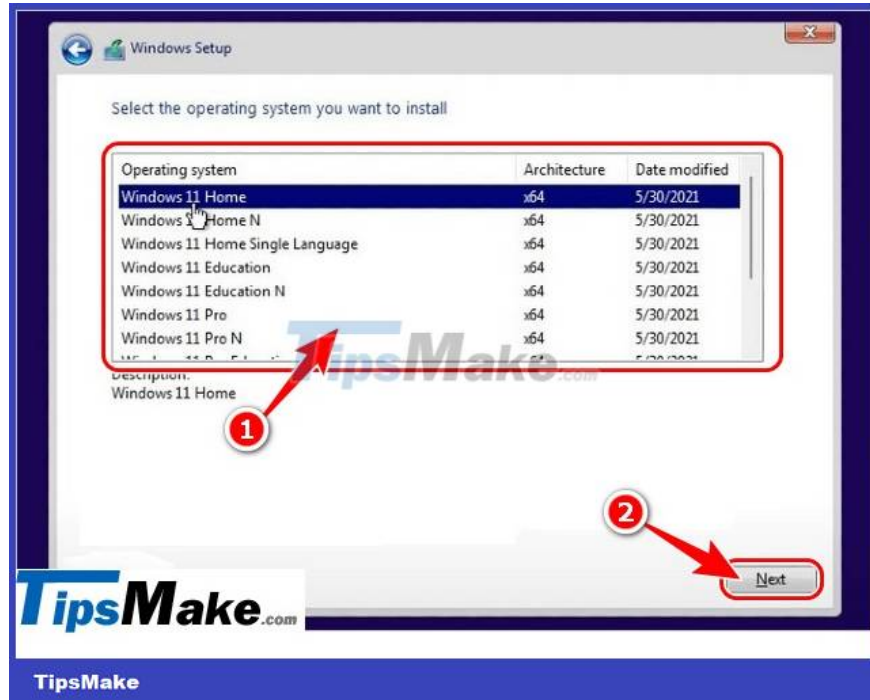 Windows Setup
Select the operating system you want to install
Operating system Architecture Date modified
Windows 11 Home x64 5/30/2021
Windows 11 Home N x64 5/30/2021
Windows 11 Home Single Language x64 5/30/2021
Windows 11 Education x64 5/30/2021
Windows 11 Education N x64 5/30/2021
Windows 11 Pro x64 5/30/2021
Windows 11 Pro N x64 5/30/2021
TipsMake.com
Description:
Windows 11 Home
1
2
Next
TipsMake.com
TipsMake